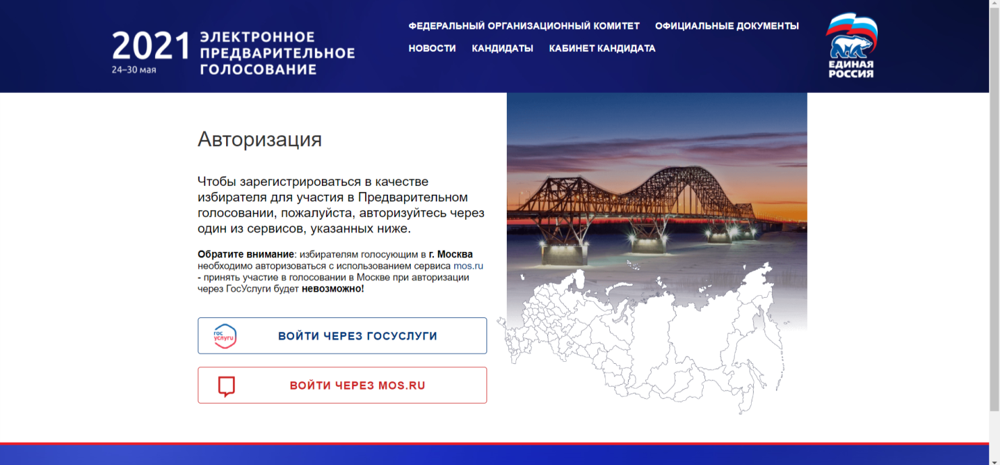 2021
24–30 мая
ЭЛЕКТРОННОЕ
ПРЕДВАРИТЕЛЬНОЕ
ГОЛОСОВАНИЕ
ФЕДЕРАЛЬНЫЙ ОРГАНИЗАЦИОННЫЙ КОМИТЕТ ОФИЦИАЛЬНЫЕ ДОКУМЕНТЫ
НОВОСТИ КАНДИДАТЫ КАБИНЕТ КАНДИДАТА
ЕДИНАЯ
РОССИЯ
Авторизация
Чтобы зарегистрироваться в качестве
избирателя для участия в Предварительном
голосовании, пожалуйста, авторизуйтесь через
один из сервисов, указанных ниже.
Обратите внимание: избирателям голосующим в г. Москва
необходимо авторизоваться с использованием сервиса mos.ru
- принять участие в голосовании в Москве при авторизации
через ГосУслуги будет невозможно!
гос
услуги
ВОЙТИ ЧЕРЕЗ ГОСУСЛУГИ
ВОЙТИ ЧЕРЕЗ MOS.RU